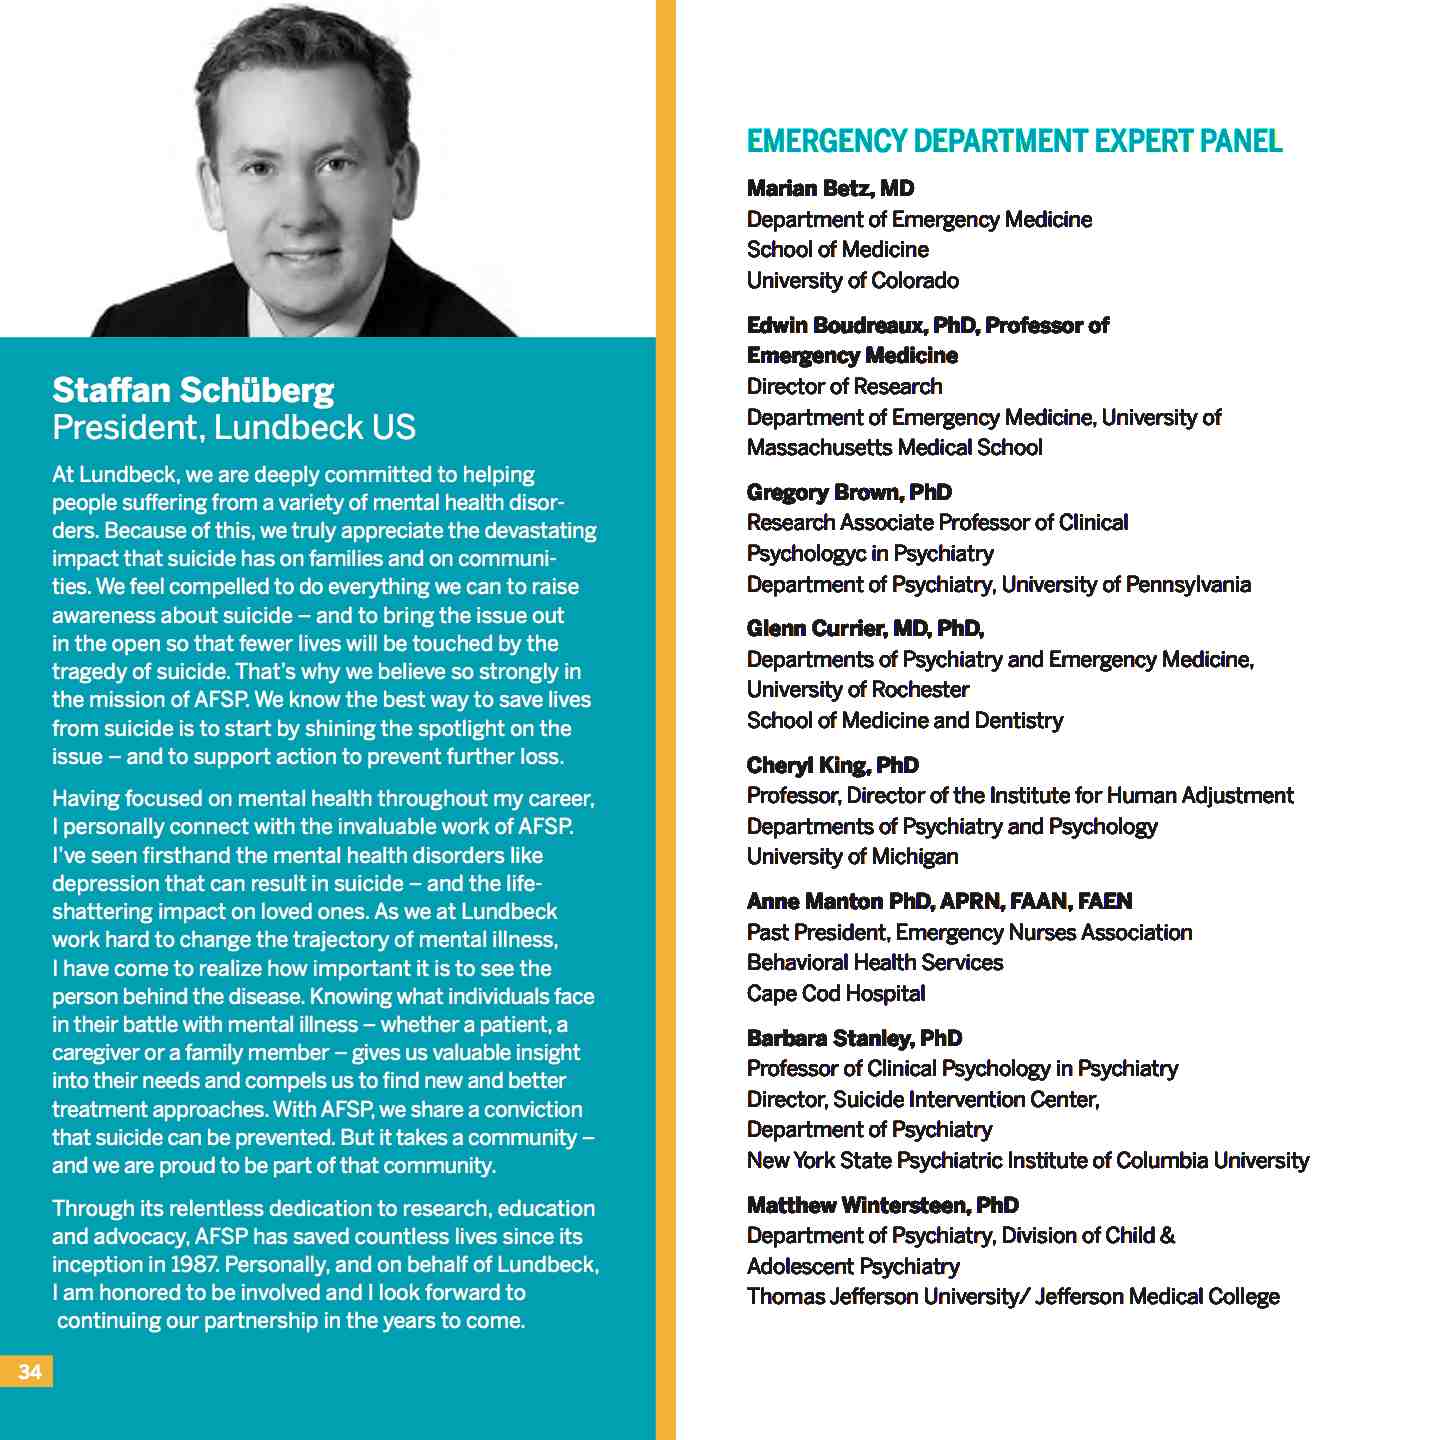 Staffan Schüberg
President, Lundbeck US
At Lundbeck, we are deeply committed to helping
people suffering from a variety of mental health disor-
ders. Because of this, we truly appreciate the devastating
impact that suicide has on families and on communi-
ties. We feel compelled to do everything we can to raise
awareness about suicide – and to bring the issue out
in the open so that fewer lives will be touched by the
tragedy of suicide. That's why we believe so strongly in
the mission of AFSP. We know the best way to save lives
from suicide is to start by shining the spotlight on the
issue – and to support action to prevent further loss.
Having focused on mental health throughout my career,
I personally connect with the invaluable work of AFSP.
I've seen firsthand the mental health disorders like
depression that can result in suicide – and the life-
shattering impact on loved ones. As we at Lundbeck
work hard to change the trajectory of mental illness,
I have come to realize how important it is to see the
person behind the disease. Knowing what individuals face
in their battle with mental illness – whether a patient, a
caregiver or a family member – gives us valuable insight
into their needs and compels us to find new and better
treatment approaches. With AFSP, we share a conviction
that suicide can be prevented. But it takes a community –
and we are proud to be part of that community.
Through its relentless dedication to research, education
and advocacy, AFSP has saved countless lives since its
inception in 1987. Personally, and on behalf of Lundbeck,
I am honored to be involved and I look forward to
continuing our partnership in the years to come.
34
EMERGENCY DEPARTMENT EXPERT PANEL
Marian Betz, MD
Department of Emergency Medicine
School of Medicine
University of Colorado
Edwin Boudreaux, PhD, Professor of
Emergency Medicine
Director of Research
Department of Emergency Medicine, University of
Massachusetts Medical School
Gregory Brown, PhD
Research Associate Professor of Clinical
Psychologyc in Psychiatry
Department of Psychiatry, University of Pennsylvania
Glenn Currier, MD, PhD,
Departments of Psychiatry and Emergency Medicine,
University of Rochester
School of Medicine and Dentistry
Cheryl King, PhD
Professor, Director of the Institute for Human Adjustment
Departments of Psychiatry and Psychology
University of Michigan
Anne Manton PhD, APRN, FAAN, FAEN
Past President, Emergency Nurses Association
Behavioral Health Services
Cape Cod Hospital
Barbara Stanley, PhD
Professor of Clinical Psychology in Psychiatry
Director, Suicide Intervention Center,
Department of Psychiatry
New York State Psychiatric Institute of Columbia University
Matthew Wintersteen, PhD
Department of Psychiatry, Division of Child &
Adolescent Psychiatry
Thomas Jefferson University/ Jefferson Medical College